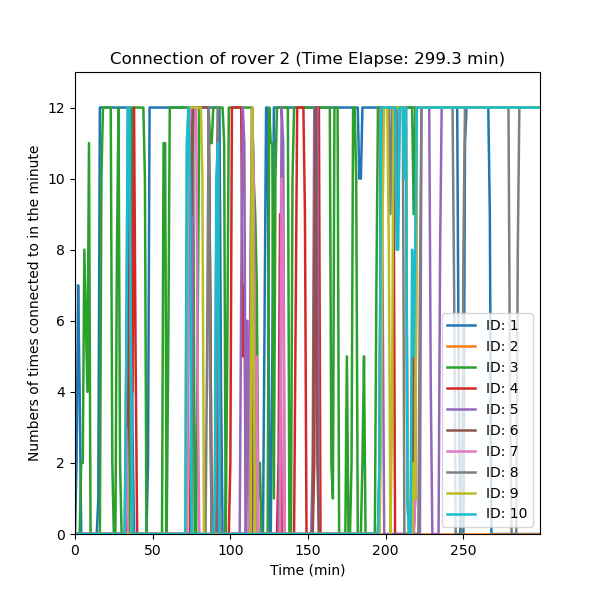 Connection of rover 2 (Time Elapse: 299.3 min)
Numbers of times connected to in the minute
12
10
8
6
4
2
0
0 50 100 150 200 250
Time (min)
ID: 1
ID: 2
ID: 3
ID: 4
ID: 5
ID: 6
ID: 7
ID: 8
ID: 9
ID: 10